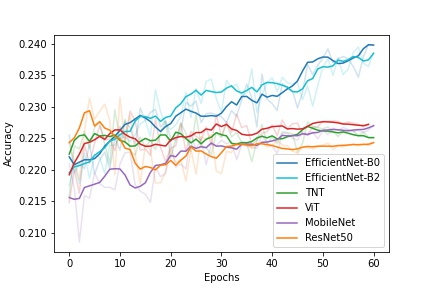 0.240
0.235
0.230
0.225
0.220
0.215
0.210
Accuracy
0
10
20
30
40
50
60
Epochs
EfficientNet-B0
EfficientNet-B2
TNT
ViT
MobileNet
ResNet50